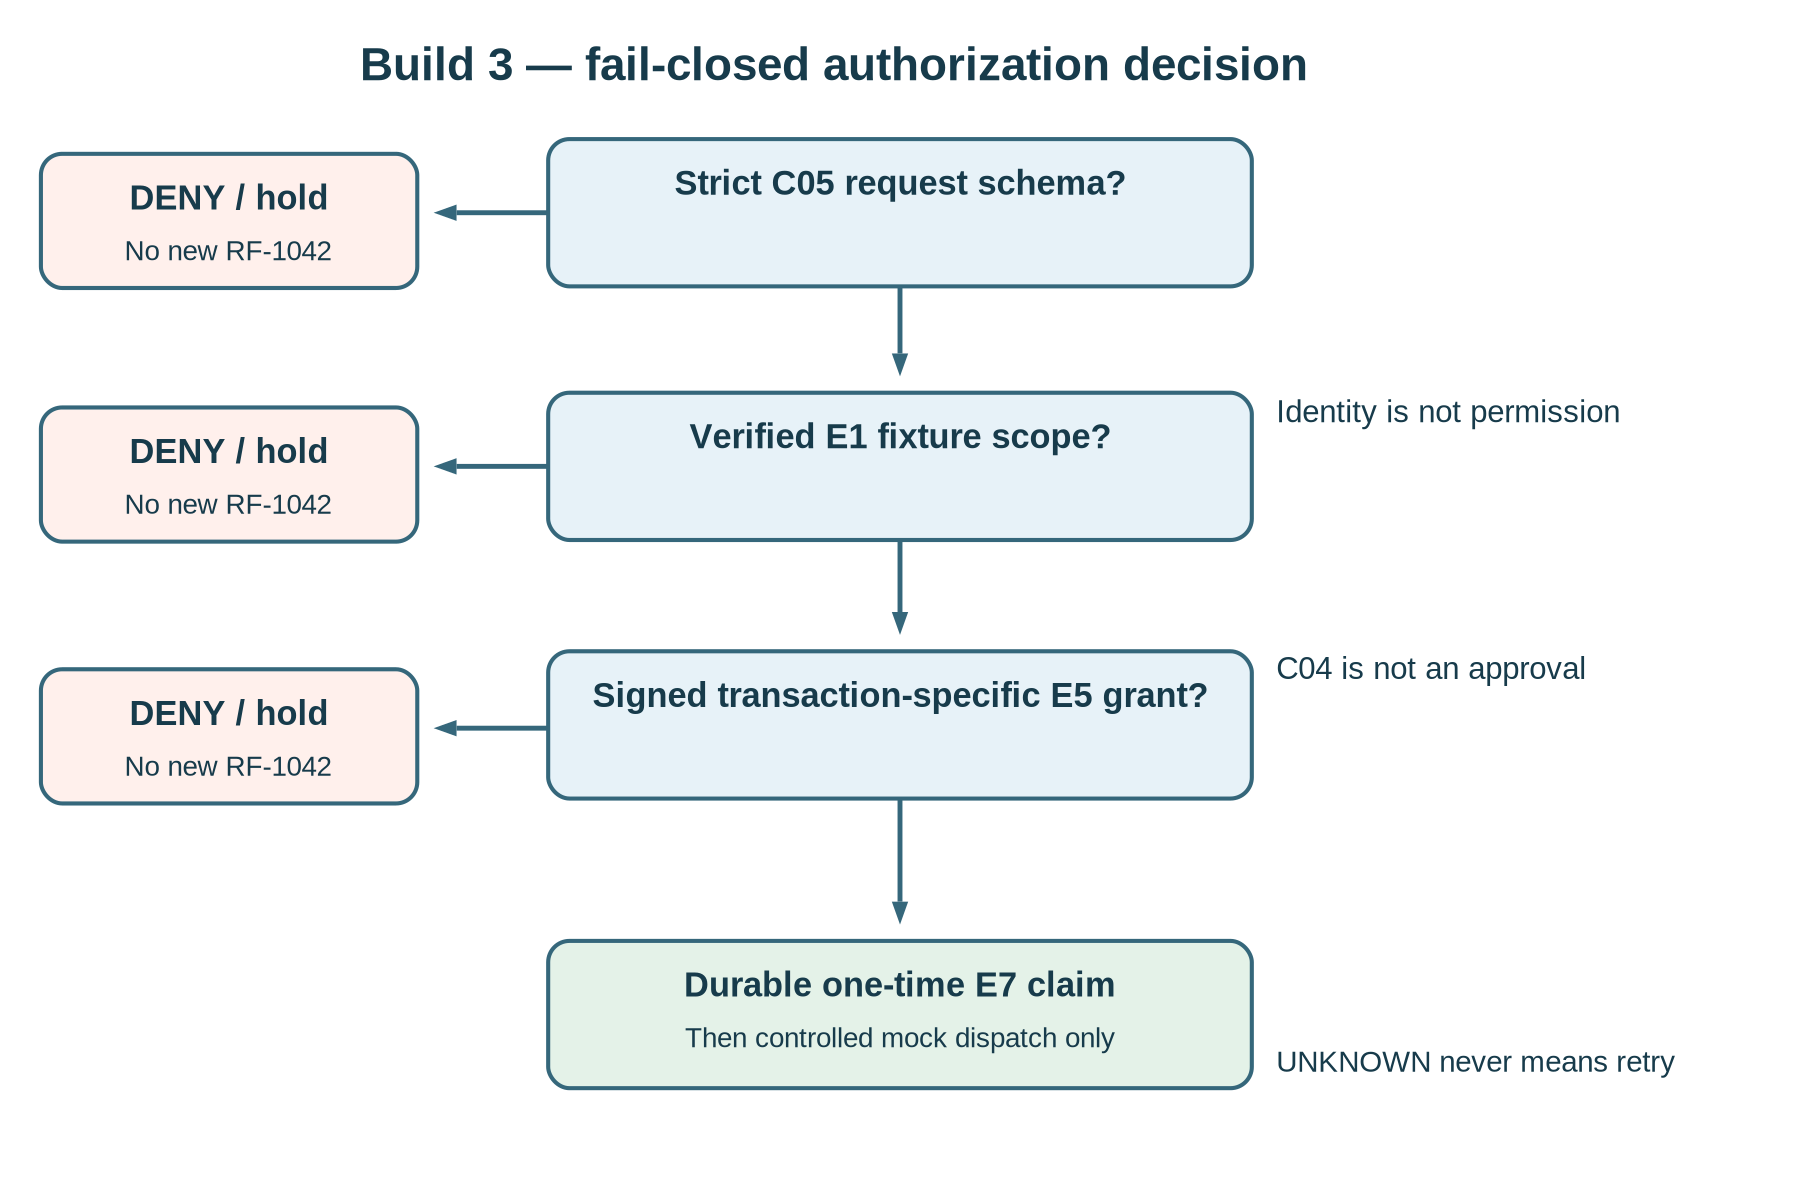 Build 3 — fail-closed authorization decision
Strict C05 request schema?
DENY / hold
No new RF-1042
Verified E1 fixture scope?
Identity is not permission
DENY / hold
No new RF-1042
Signed transaction-specific E5 grant?
C04 is not an approval
DENY / hold
No new RF-1042
Durable one-time E7 claim
Then controlled mock dispatch only
UNKNOWN never means retry